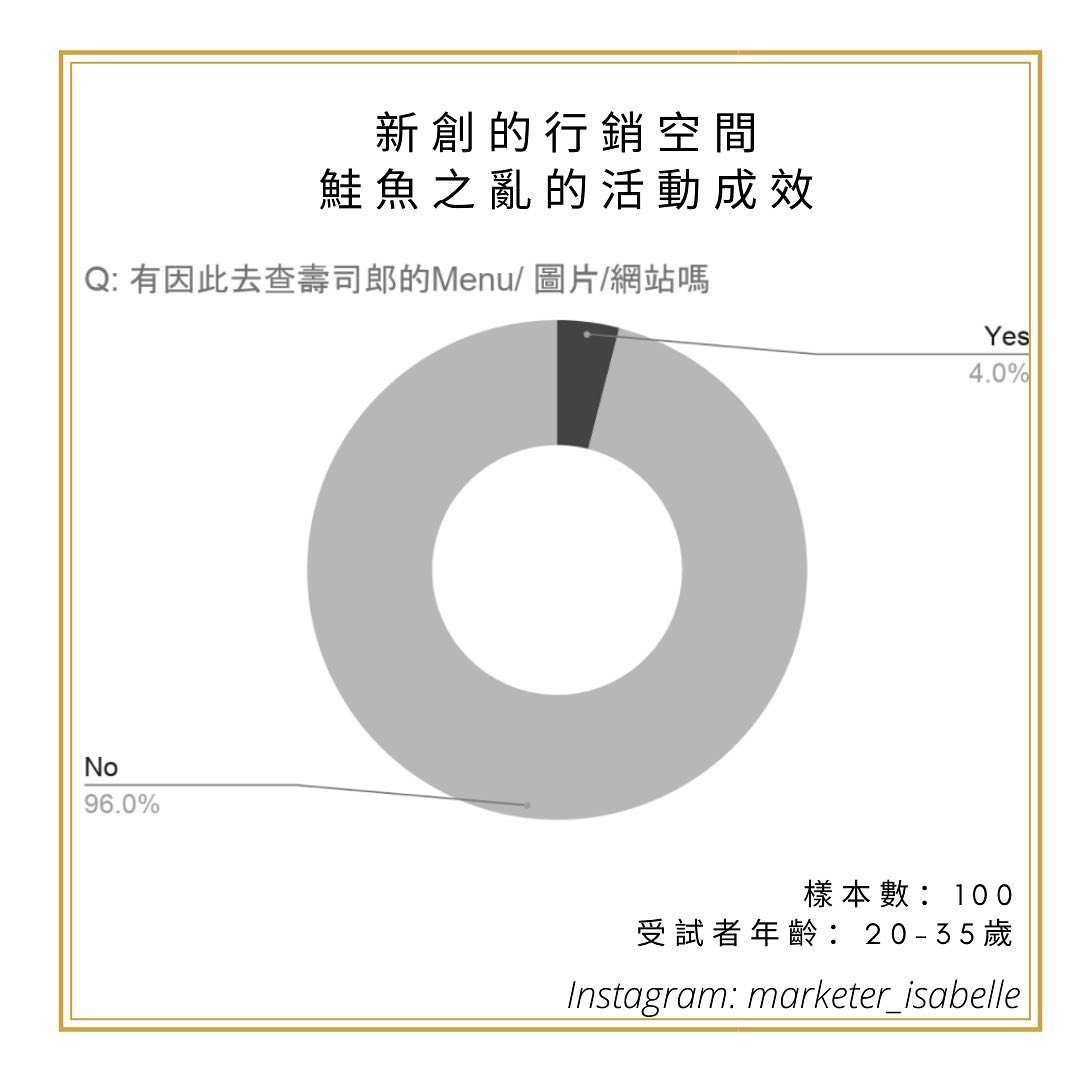 新創的行銷空間
鮭魚之亂的活動成效
Q: 有因此去查壽司郎的Menu/ 圖片/網站嗎
Yes
4.0%
No
96.0%
樣本數：100
受試者年齡：20-35歲
Instagram: marketer_isabelle